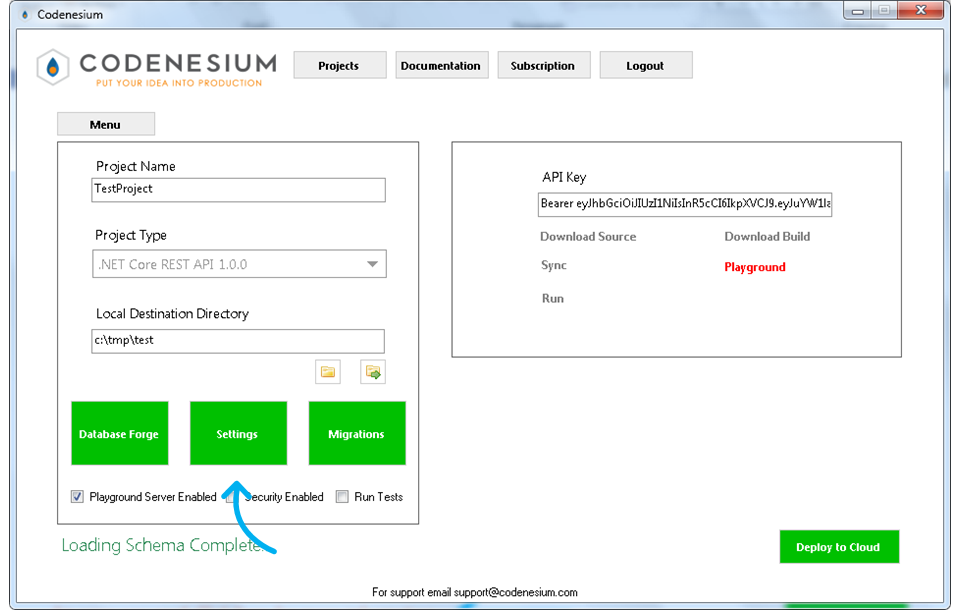 Codenesium
CODENESIUM
PUT YOUR IDEA INTO PRODUCTION
Projects
Documentation
Subscription
Logout
Menu
Project Name
TestProject
Project Type
.NET Core REST API 1.0.0
Local Destination Directory
c:\tmp\test
Database Forge
Settings
Migrations
Playground Server Enabled
Security Enabled
Run Tests
Loading Schema Complete.
API Key
Bearer eyJhbGciOiJIUzI1NiIsInR5cCI6IkpXVCJ9.eyJuYW1la
Download Source
Download Build
Sync
Playground
Run
Deploy to Cloud
For support email support@codenesium.com